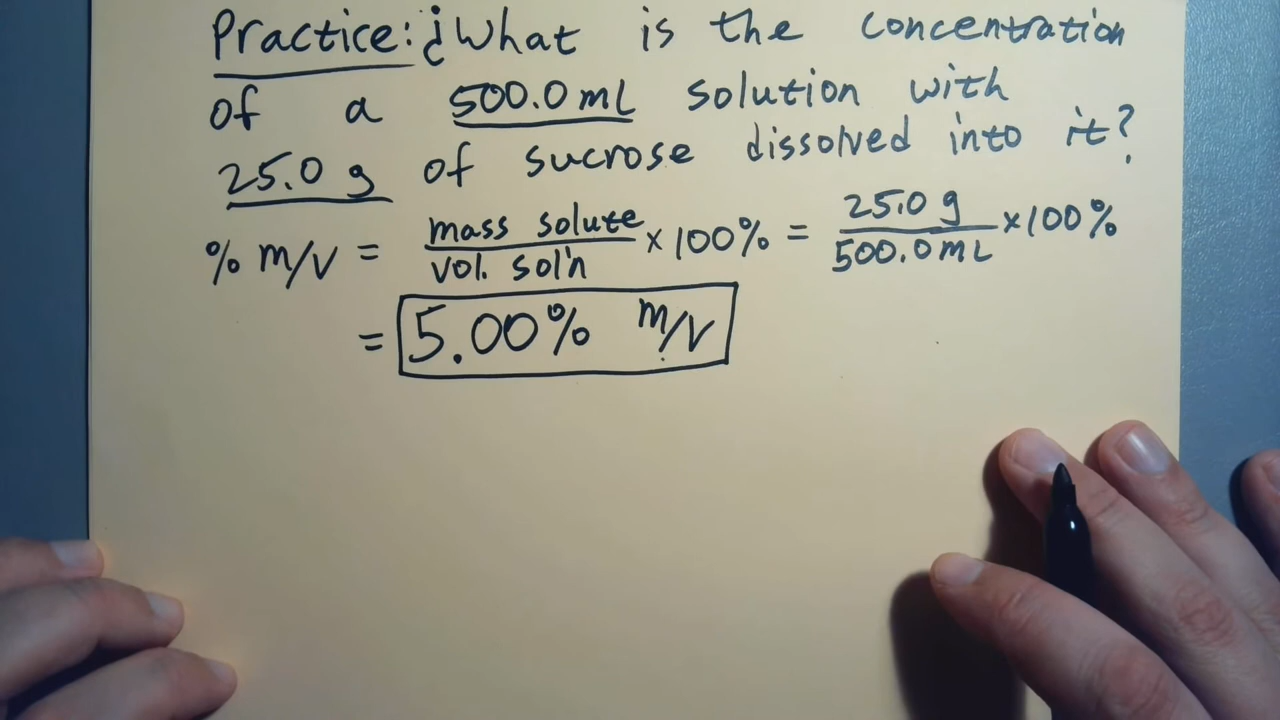 Practice: ¿What is the concentration
of a 500.0 mL solution with
25.0 g of sucrose dissolved into it?
% m/v = mass solute / vol. sol'n × 100% = 25.0 g / 500.0 mL × 100%
= 5.00% m/v